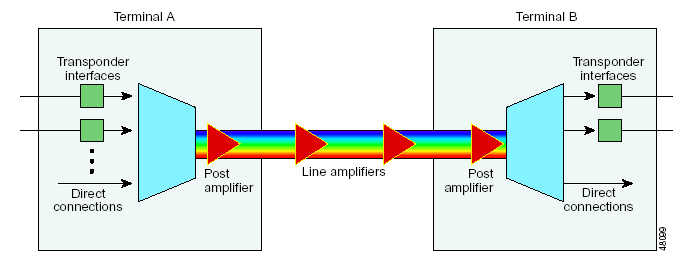 Terminal A
Terminal B
Transponder
interfaces
Transponder
interfaces
Post
amplifier
Line amplifiers
Post
amplifier
Direct
connections
Direct
connections
48099